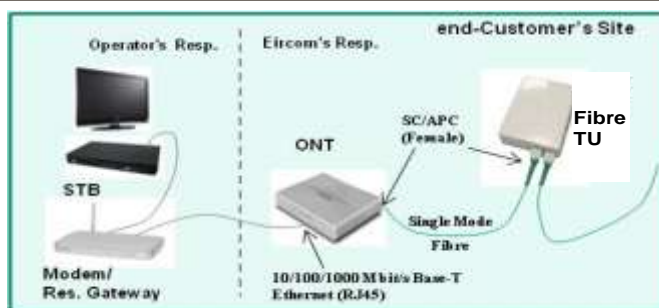 end-Customer's Site
Operator's Resp.
Eircom's Resp.
SC/APC
(Female)
Fibre
TU
ONT
STB
Single Mode
Fibre
Modem/
Res. Gateway
10/100/1000 Mbit/s Base-T
Ethernet (RJ45)